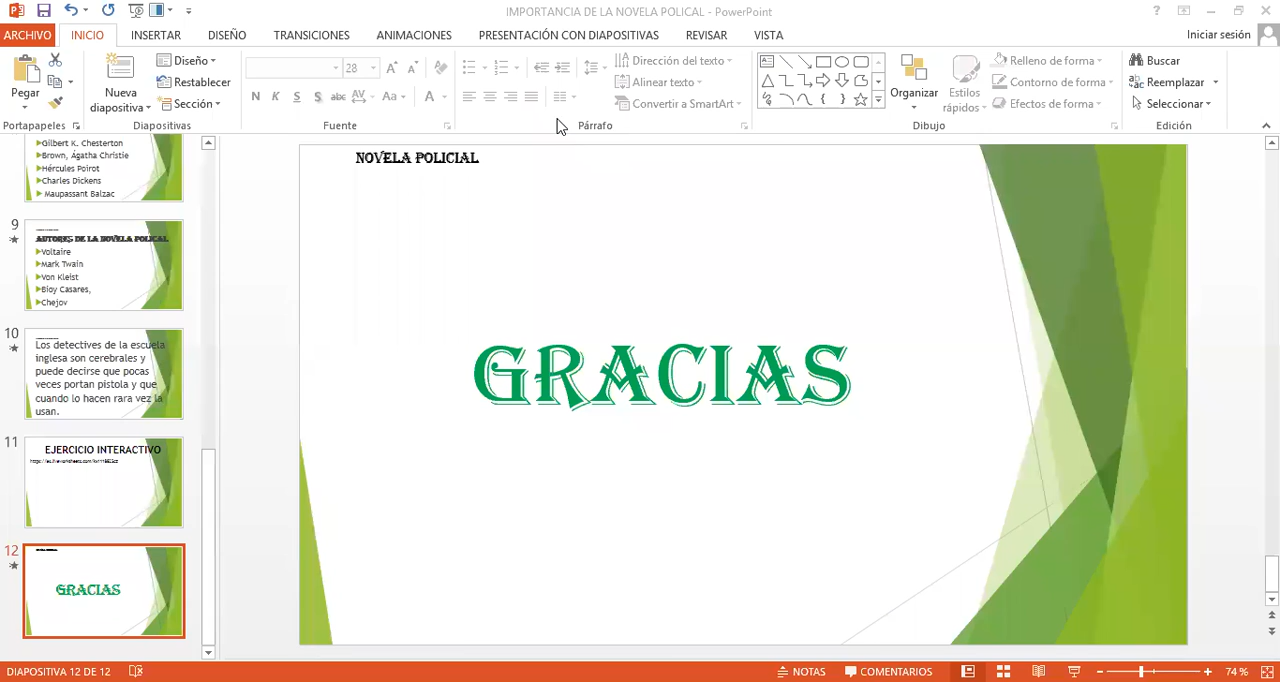 IMPORTANCIA DE LA NOVELA POLICAL - PowerPoint
?
ARCHIVO INICIO INSERTAR DISEÑO TRANSICIONES ANIMACIONES PRESENTACIÓN CON DIAPOSITIVAS REVISAR VISTA Iniciar sesión
Pegar
Nueva diapositiva
Diseño
Restablecer
Sección
28
N K S S abc AV Aa A
Dirección del texto
Alinear texto
Convertir a SmartArt
Organizar
Estilos rápidos
Relleno de forma
Contorno de forma
Efectos de forma
Buscar
Reemplazar
Seleccionar
Portapapeles Diapositivas Fuente Párrafo Dibujo Edición
Gilbert K. Chesterton
Brown, Ágatha Christie
Hércules Poirot
Charles Dickens
Maupassant Balzac
9
AUTORES DE LA NOVELA POLICAL
Voltaire
Mark Twain
Von Kleist
Bioy Casares,
Chejov
10
Los detectives de la escuela
inglesa son cerebrales y
puede decirse que pocas
veces portan pistola y que
cuando lo hacen rara vez la
usan.
11
EJERCICIO INTERACTIVO
12
GRACIAS
NOVELA POLICIAL
GRACIAS
DIAPOSITIVA 12 DE 12 NOTAS COMENTARIOS 74 %